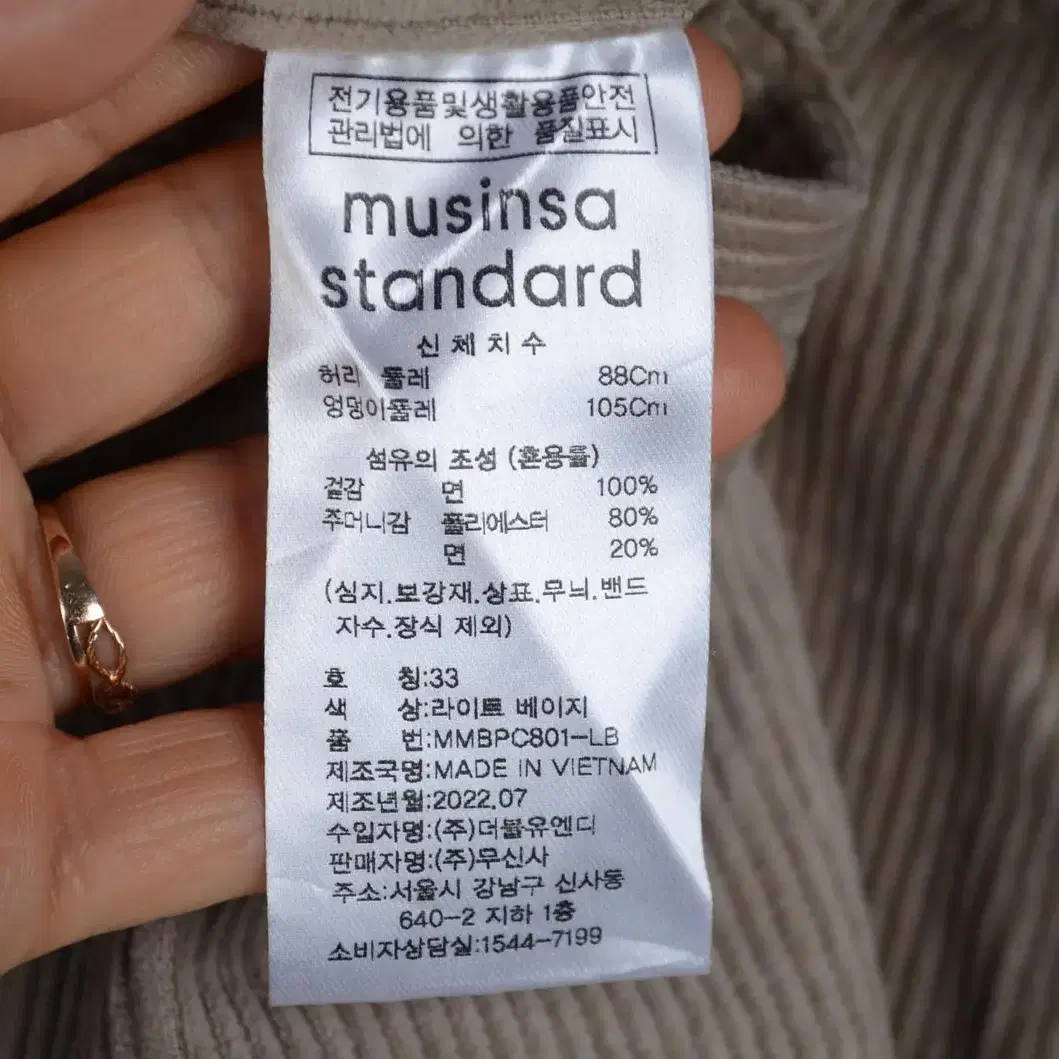 전기용품및생활용품안전
관리법에 의한 품질표시
musinsa
standard
신체치수
허리 둘레 88Cm
엉덩이둘레 105Cm
섬유의 조성 (혼용률)
겉감 면 100%
주머니감 폴리에스터 80%
면 20%
(심지.보강재.상표.무늬.밴드
자수.장식 제외)
호 칭:33
색 상:라이트 베이지
품 번:MMBPC801-LB
제조국명:MADE IN VIETNAM
제조년월:2022.07
수입자명:(주)더블유엔디
판매자명:(주)무신사
주소:서울시 강남구 신사동
640-2 지하 1층
소비자상담실:1544-7199